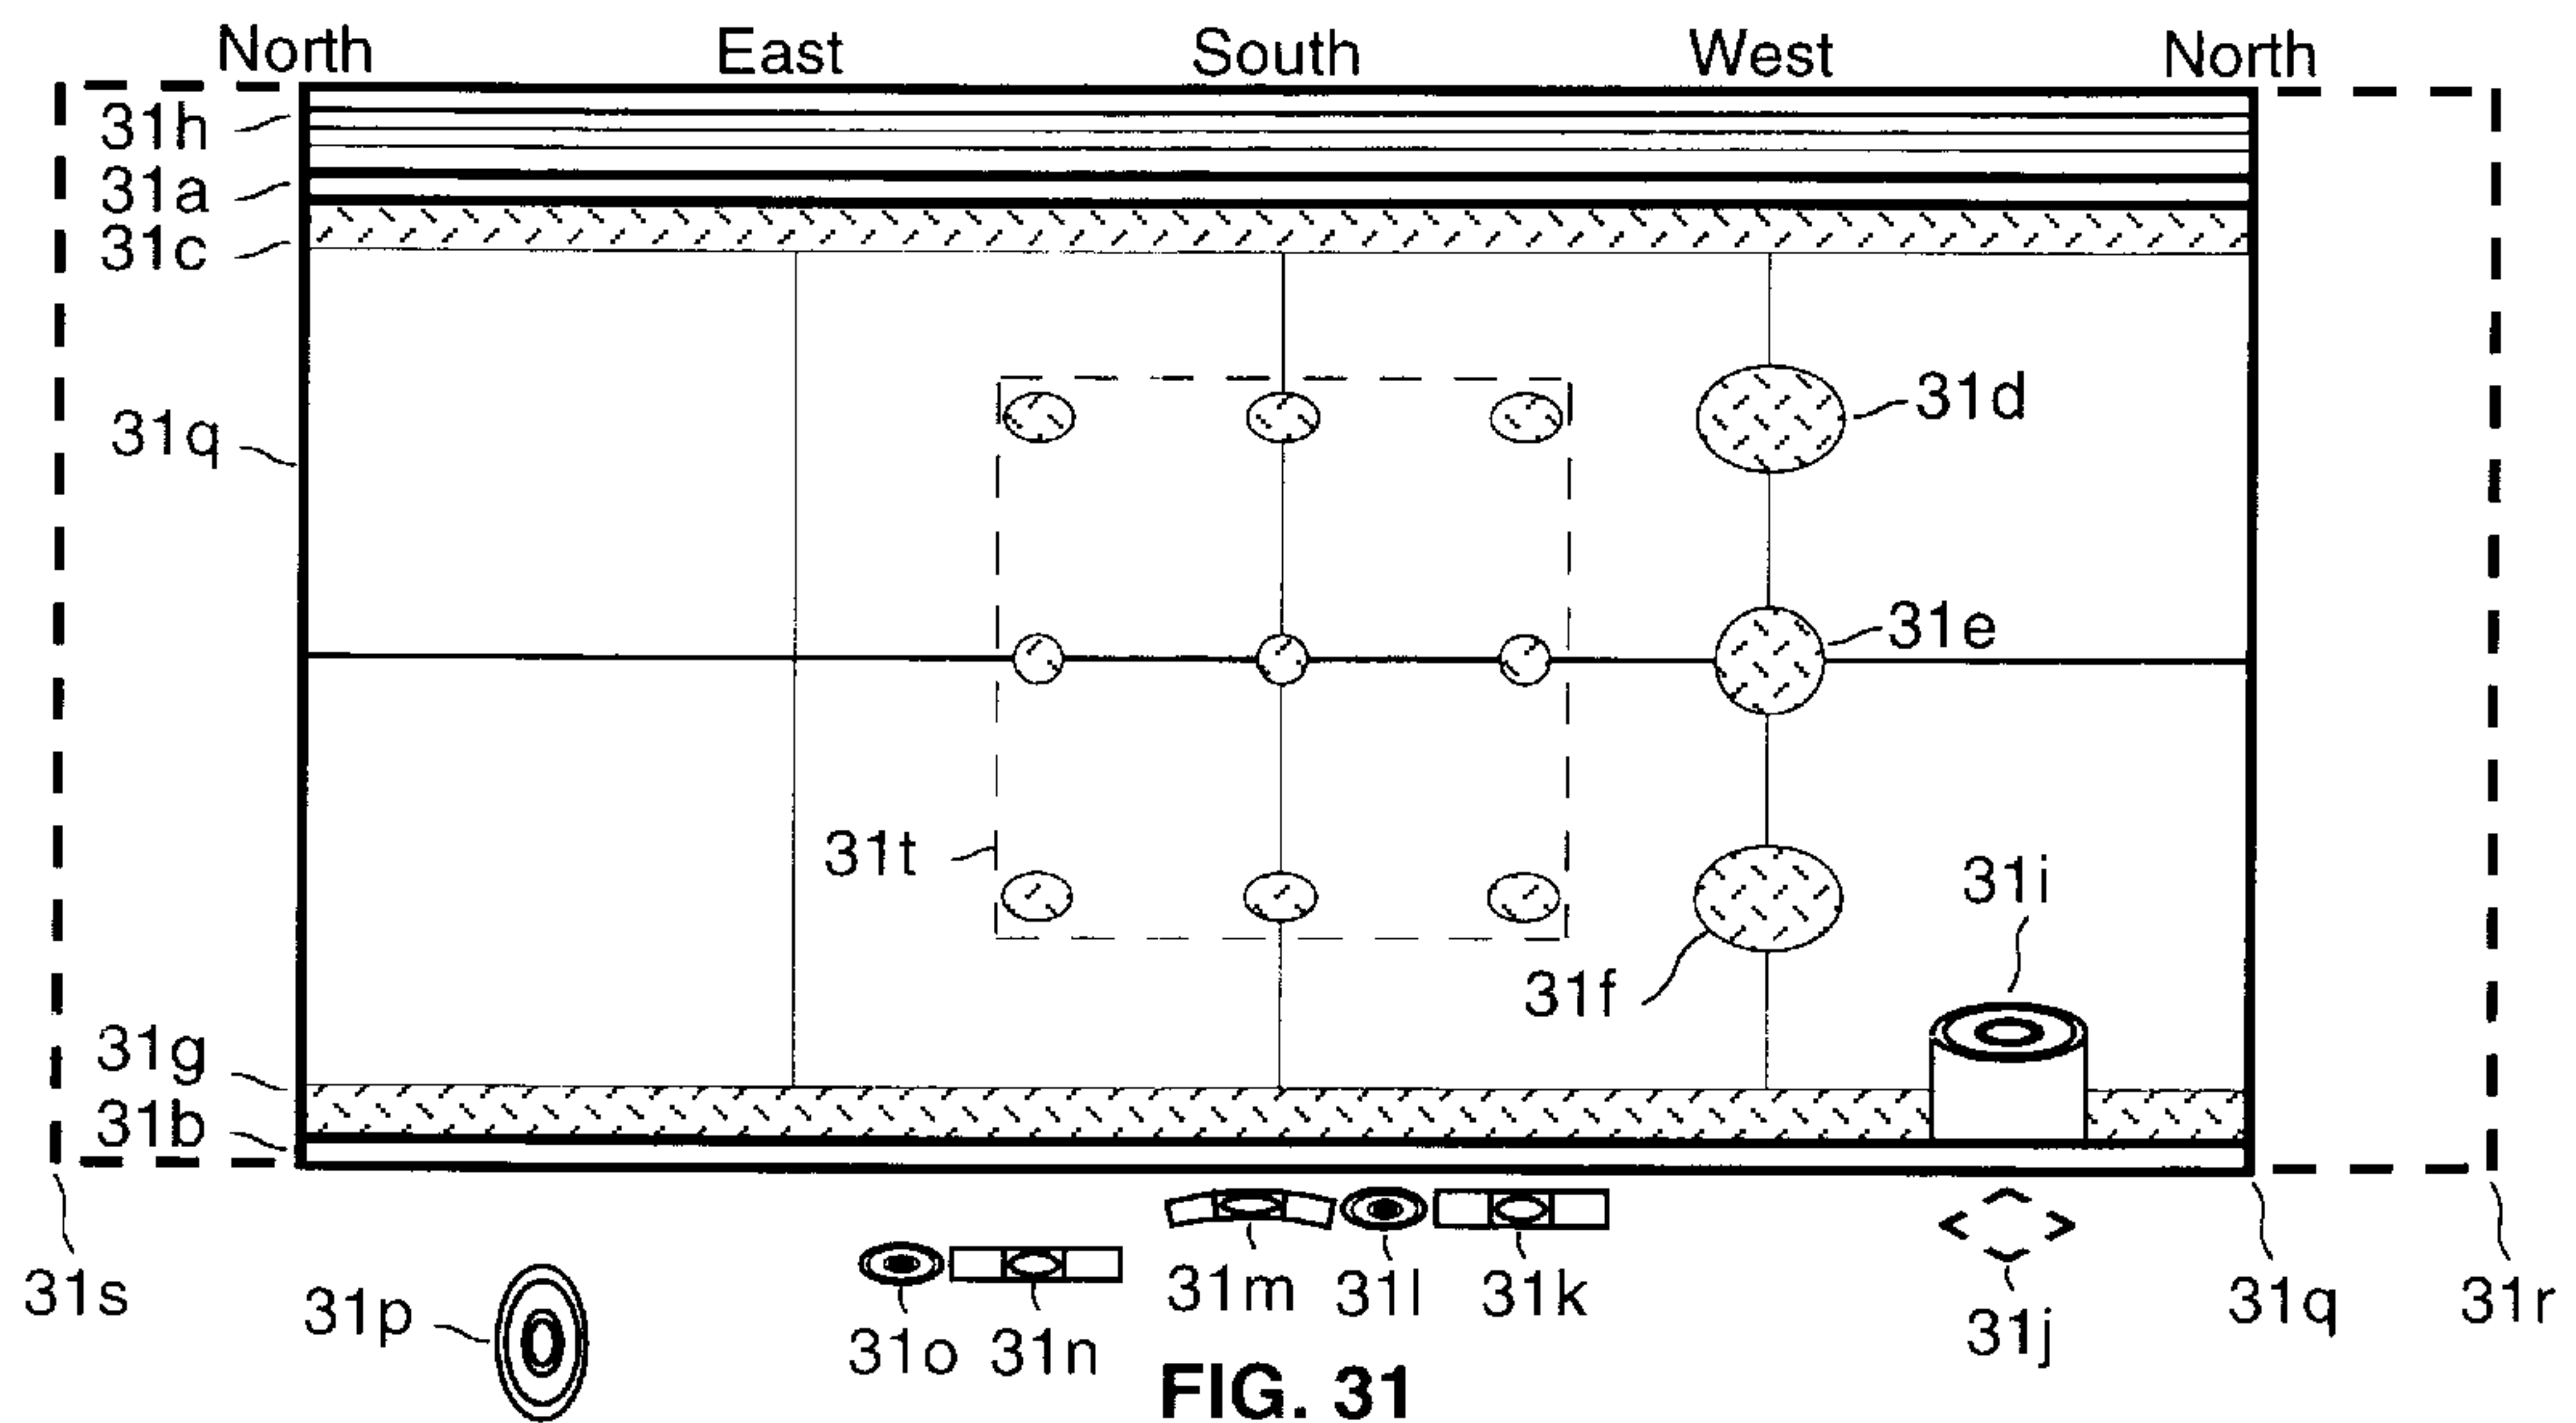 North East South West North
31h
31a
31c
31q
31d
31e
31t
31f
31i
31g
31b
31s
31p
31o
31n
31m
31l
31k
31j
31q
31r
FIG. 31